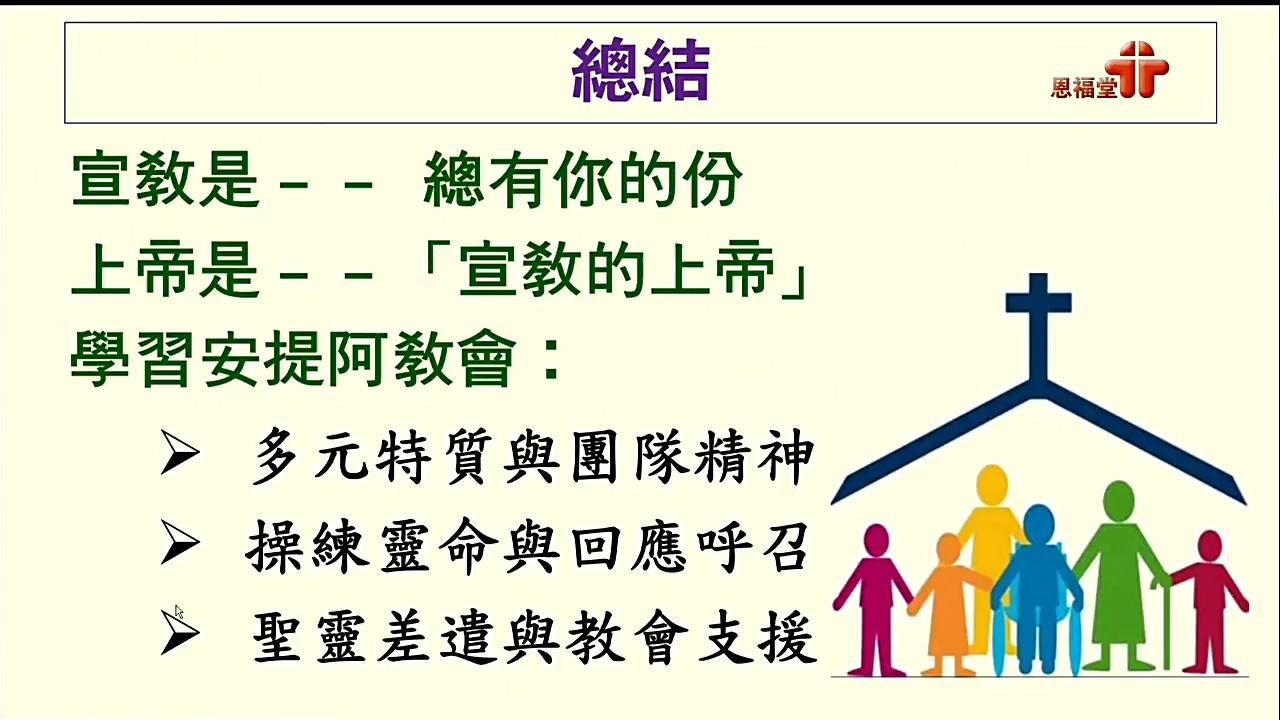 總結
恩福堂
宣教是– – 總有你的份
上帝是– –「宣教的上帝」
學習安提阿教會：
➢ 多元特質與團隊精神
➢ 操練靈命與回應呼召
➢ 聖靈差遣與教會支援